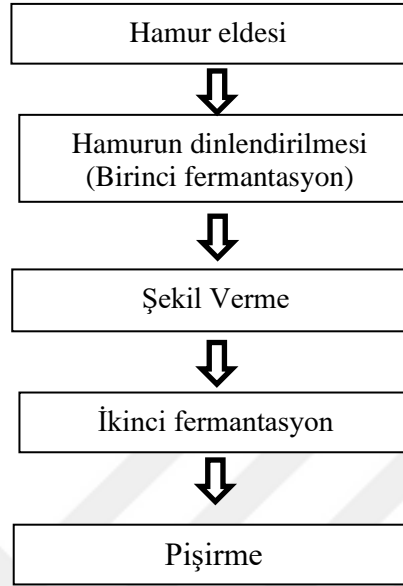 Hamur eldesi
Hamurun dinlendirilmesi
(Birinci fermantasyon)
Şekil Verme
İkinci fermantasyon
Pişirme